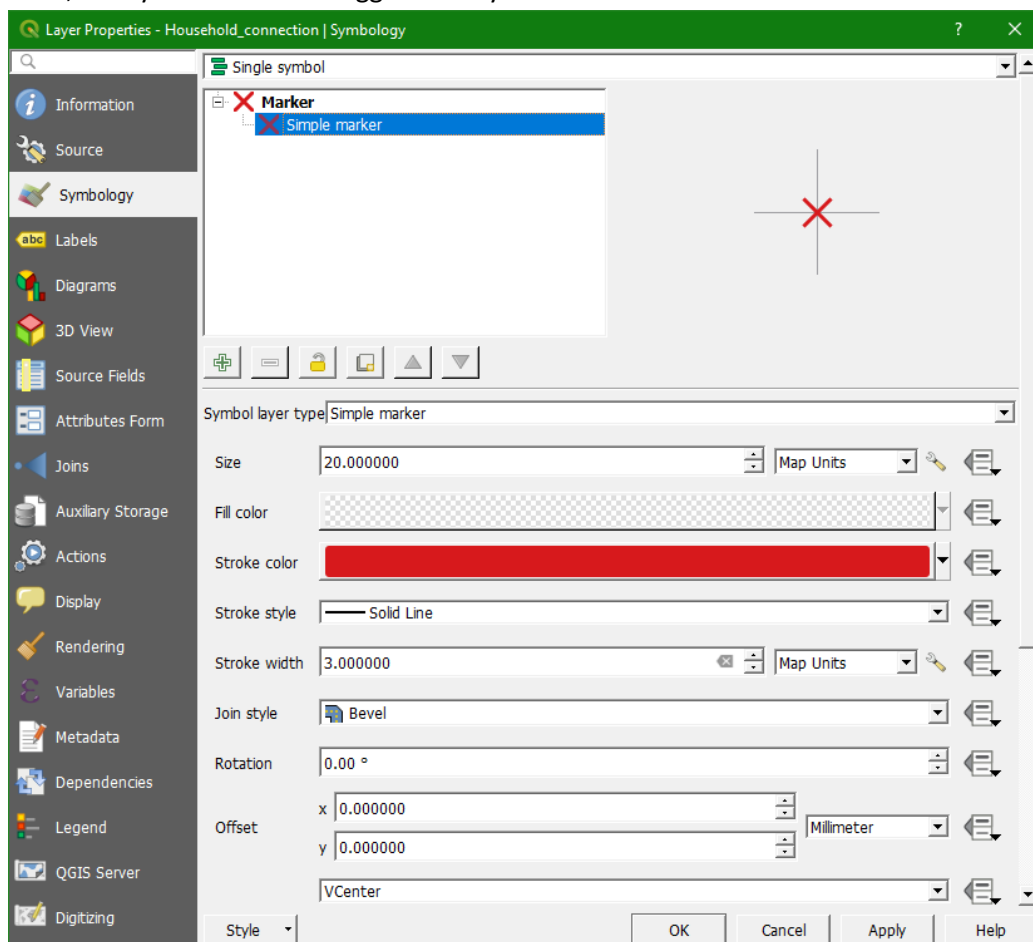 Layer Properties - Household_connection | Symbology ? ×
Single symbol
Information
Source
Symbology
abc Labels
Diagrams
3D View
Source Fields
Attributes Form
Joins
Auxiliary Storage
Actions
Display
Rendering
Variables
Metadata
Dependencies
Legend
QGIS Server
Digitizing
Marker
Simple marker
Symbol layer type Simple marker
Size 20.000000 Map Units
Fill color
Stroke color
Stroke style Solid Line
Stroke width 3.000000 Map Units
Join style Bevel
Rotation 0.00 °
Offset x 0.000000 Millimeter
y 0.000000
VCenter
Style OK Cancel Apply Help